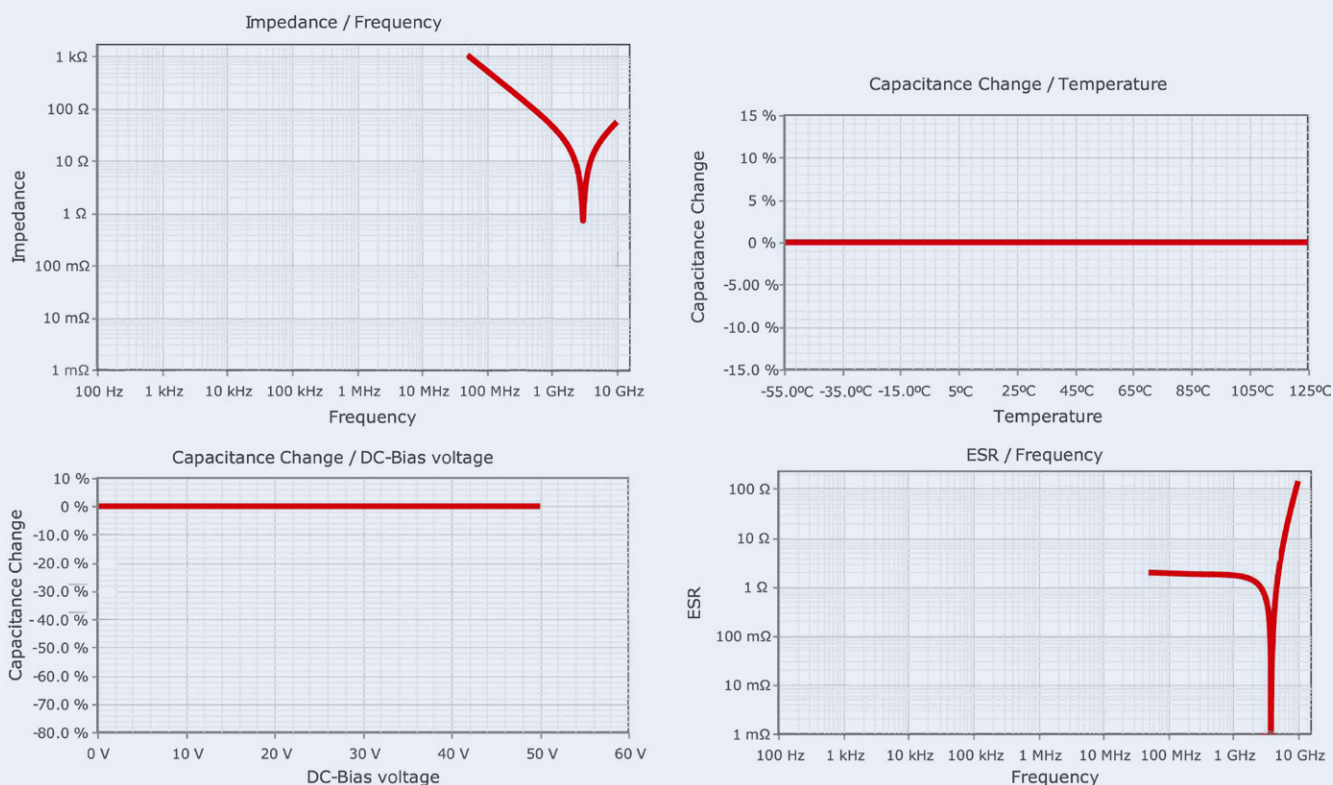 Impedance / Frequency
1 kΩ
100 Ω
10 Ω
1 Ω
100 mΩ
10 mΩ
1 mΩ
Impedance
100 Hz 1 kHz 10 kHz 100 kHz 1 MHz 10 MHz 100 MHz 1 GHz 10 GHz
Frequency
Capacitance Change / Temperature
15 %
10 %
5 %
0 %
-5.00 %
-10.0 %
-15.0 %
Capacitance Change
-55.0ºC -35.0ºC -15.0ºC 5ºC 25ºC 45ºC 65ºC 85ºC 105ºC 125ºC
Temperature
Capacitance Change / DC-Bias voltage
10 %
0 %
-10.0 %
-20.0 %
-30.0 %
-40.0 %
-50.0 %
-60.0 %
-70.0 %
-80.0 %
Capacitance Change
0 V 10 V 20 V 30 V 40 V 50 V 60 V
DC-Bias voltage
ESR / Frequency
100 Ω
10 Ω
1 Ω
100 mΩ
10 mΩ
1 mΩ
ESR
100 Hz 1 kHz 10 kHz 100 kHz 1 MHz 10 MHz 100 MHz 1 GHz 10 GHz
Frequency